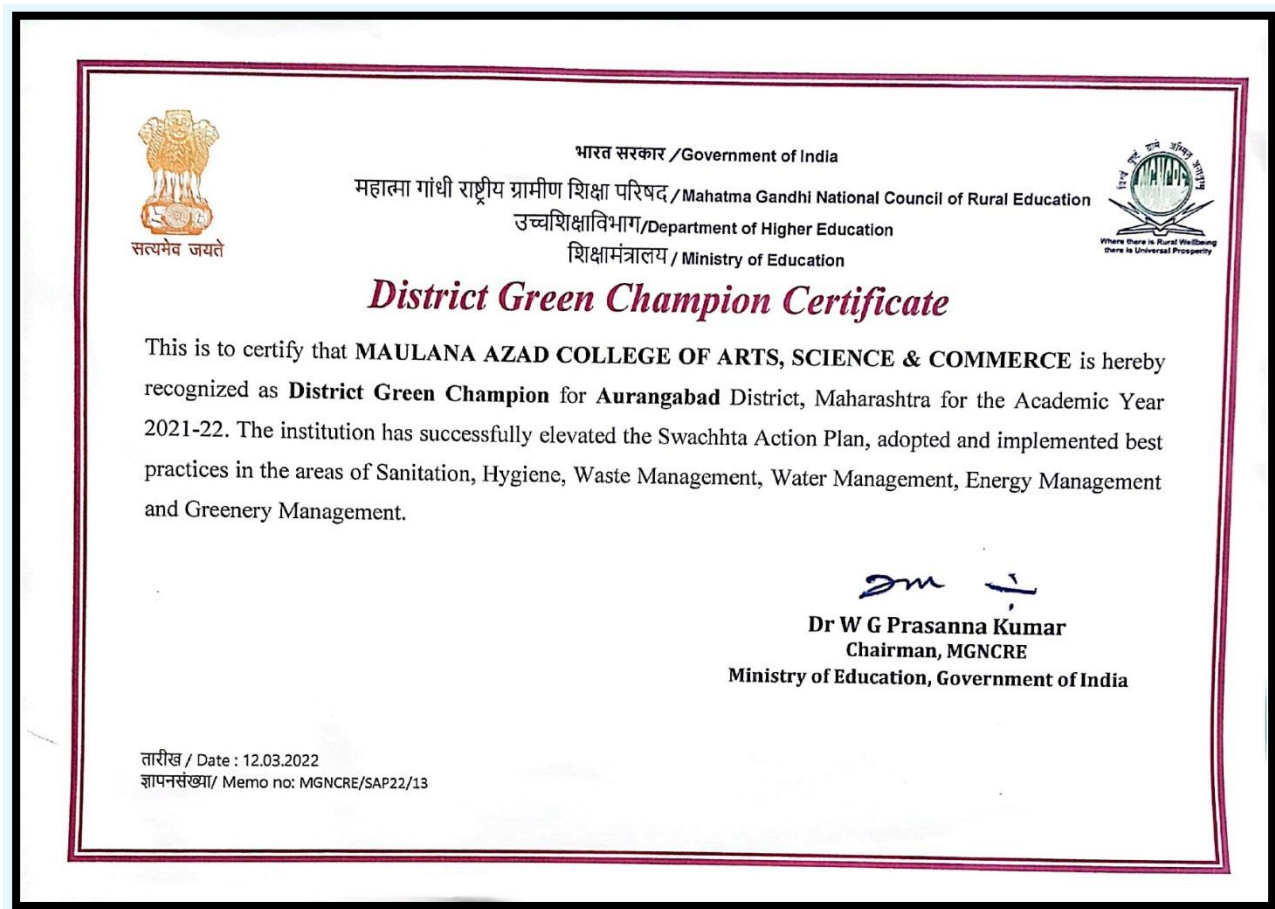 भारत सरकार /Government of India
महात्मा गांधी राष्ट्रीय ग्रामीण शिक्षा परिषद / Mahatma Gandhi National Council of Rural Education
उच्चशिक्षाविभाग/Department of Higher Education
शिक्षामंत्रालय / Ministry of Education
सत्यमेव जयते
MGNCRE
Where there is Rural Wellbeing
there is Universal Prosperity
District Green Champion Certificate
This is to certify that MAULANA AZAD COLLEGE OF ARTS, SCIENCE & COMMERCE is hereby
recognized as District Green Champion for Aurangabad District, Maharashtra for the Academic Year
2021-22. The institution has successfully elevated the Swachhta Action Plan, adopted and implemented best
practices in the areas of Sanitation, Hygiene, Waste Management, Water Management, Energy Management
and Greenery Management.
Dr W G Prasanna Kumar
Chairman, MGNCRE
Ministry of Education, Government of India
तारीख / Date : 12.03.2022
ज्ञापनसंख्या/ Memo no: MGNCRE/SAP22/13